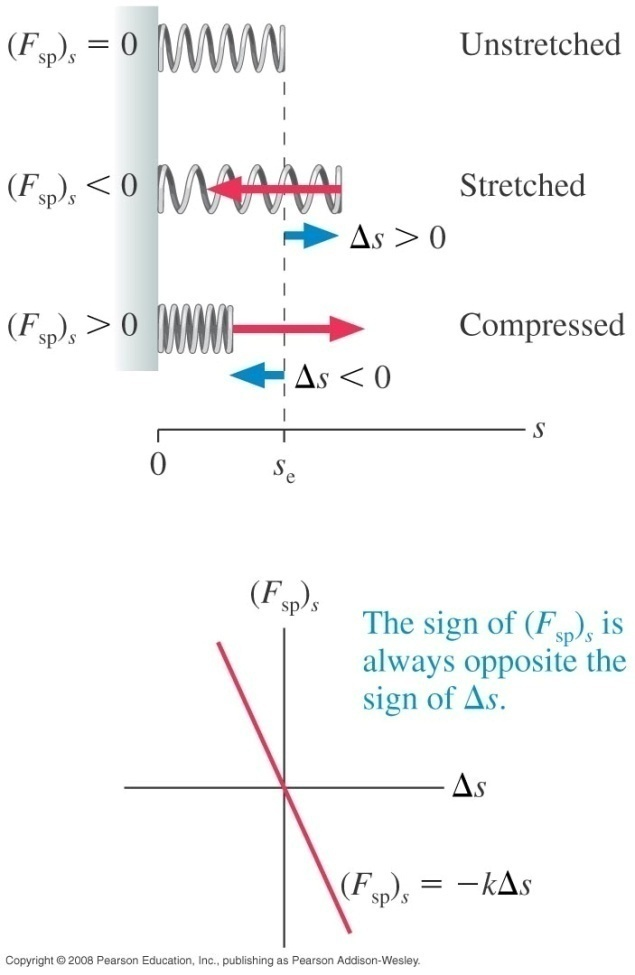 (F_sp)_s = 0 Unstretched
(F_sp)_s < 0 Stretched
Δs > 0
(F_sp)_s > 0 Compressed
Δs < 0
s
0 s_e
(F_sp)_s
The sign of (F_sp)_s is
always opposite the
sign of Δs.
Δs
(F_sp)_s = −kΔs
Copyright © 2008 Pearson Education, Inc., publishing as Pearson Addison-Wesley.